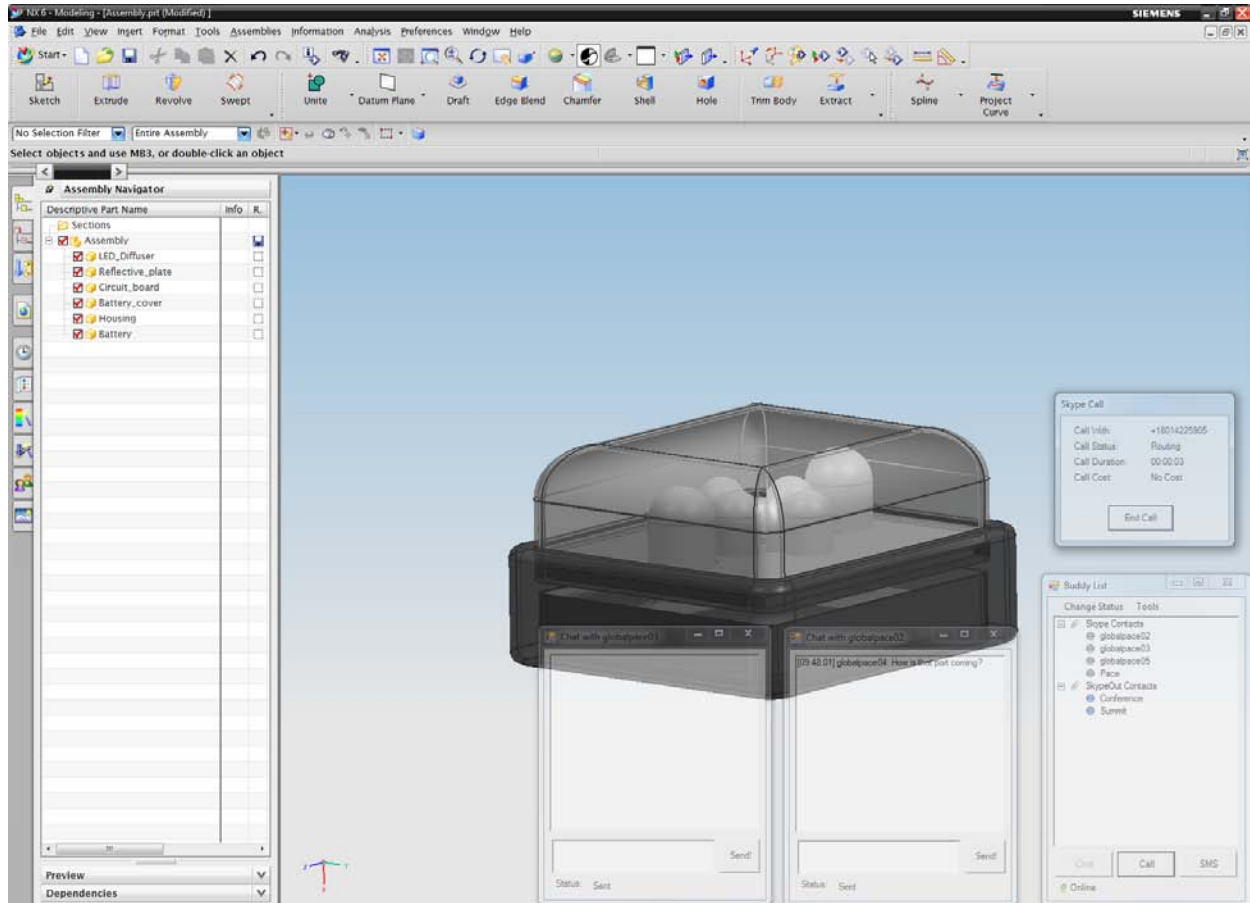 NX 6 - Modeling - [Assembly.prt (Modified) ]
SIEMENS
File Edit View Insert Format Tools Assemblies Information Analysis Preferences Window Help
Start
Sketch Extrude Revolve Swept Unite Datum Plane Draft Edge Blend Chamfer Shell Hole Trim Body Extract Spline Project Curve
No Selection Filter Entire Assembly
Select objects and use MB3, or double-click an object
Assembly Navigator
Descriptive Part Name Info R.
Sections
Assembly
LED_Diffuser
Reflective_plate
Circuit_board
Battery_cover
Housing
Battery
Preview
Dependencies
Skype Call
Call With: +18014225905
Call Status: Routing
Call Duration: 00:00:03
Call Cost: No Cost
End Call
Chat with globalpace03
Send!
Status: Sent
Chat with globalpace02
[09:48:01] globalpace04: How is that part coming?
Send!
Status: Sent
Buddy List
Change Status Tools
Skype Contacts
globalpace02
globalpace03
globalpace05
Pace
SkypeOut Contacts
Conference
Summit
Chat Call SMS
Online